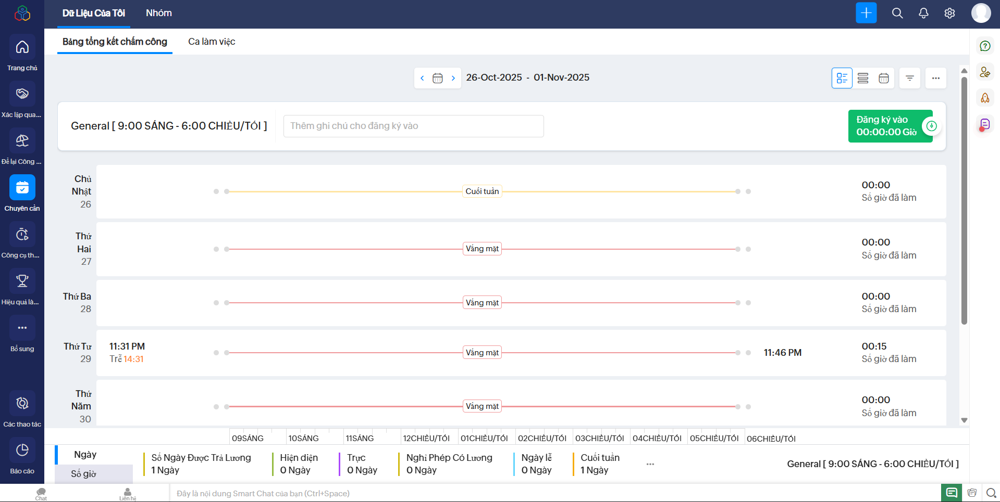 Dữ Liệu Của Tôi
Nhóm
Trang chủ
Xác lập qua...
Để lại Công ...
Chuyên cần
Công cụ th...
Hiệu quả là...
Bổ sung
Các thao tác
Báo cáo
Bảng tổng kết chấm công
Ca làm việc
26-Oct-2025 - 01-Nov-2025
General [ 9:00 SÁNG - 6:00 CHIỀU/TỐI ]
Thêm ghi chú cho đăng ký vào
Đăng ký vào
00:00:00 Giờ
Chủ
Nhật
26
Cuối tuần
00:00
Số giờ đã làm
Thứ
Hai
27
Vắng mặt
00:00
Số giờ đã làm
Thứ Ba
28
Vắng mặt
00:00
Số giờ đã làm
Thứ Tư
29
11:31 PM
Trễ 14:31
Vắng mặt
11:46 PM
00:15
Số giờ đã làm
Thứ
Năm
30
Vắng mặt
00:00
Số giờ đã làm
09SÁNG
10SÁNG
11SÁNG
12CHIỀU/TỐI
01CHIỀU/TỐI
02CHIỀU/TỐI
03CHIỀU/TỐI
04CHIỀU/TỐI
05CHIỀU/TỐI
06CHIỀU/TỐI
Ngày
Số giờ
Số Ngày Được Trả Lương
1 Ngày
Hiện diện
0 Ngày
Trực
0 Ngày
Nghỉ Phép Có Lương
0 Ngày
Ngày lễ
0 Ngày
Cuối tuần
1 Ngày
General [ 9:00 SÁNG - 6:00 CHIỀU/TỐI ]
Chat
Liên hệ
Đây là nội dung Smart Chat của bạn (Ctrl+Space)